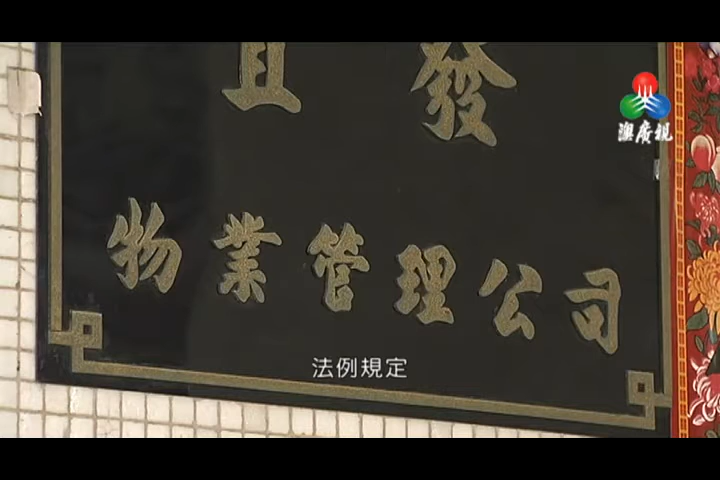 澳廣視
發
物業管理公司
法例規定